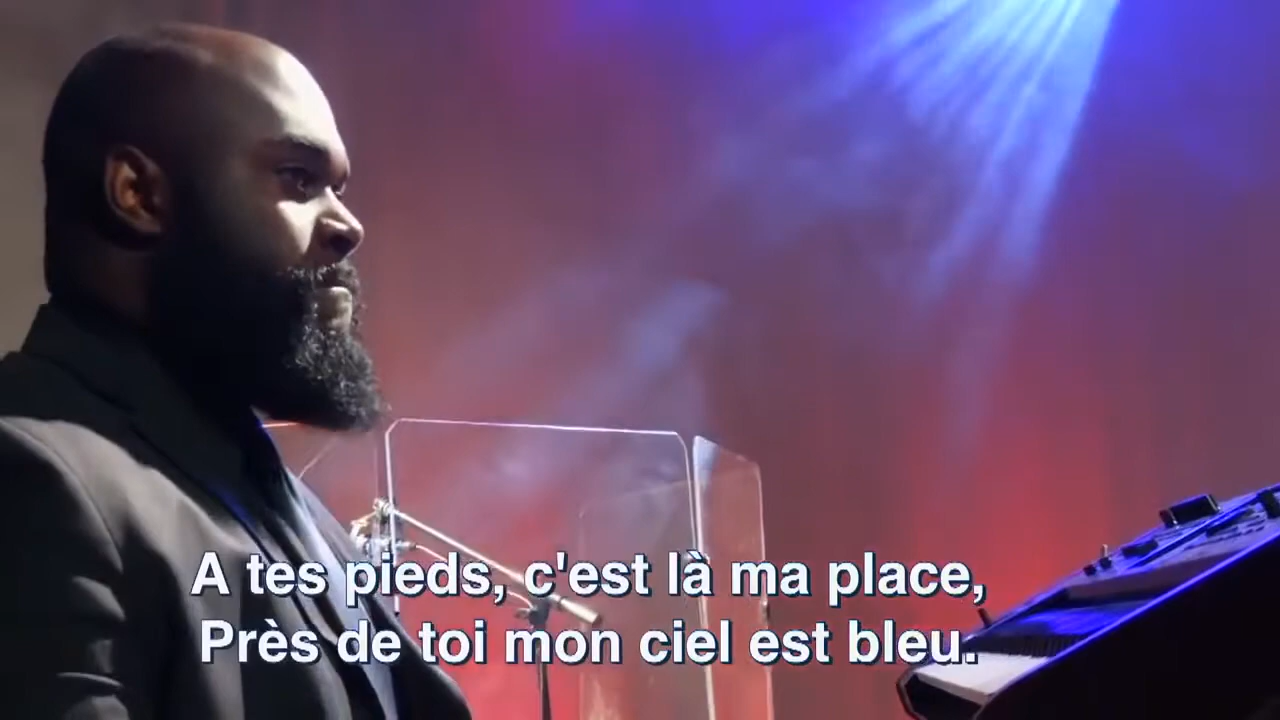 A tes pieds, c'est là ma place,
Près de toi mon ciel est bleu.